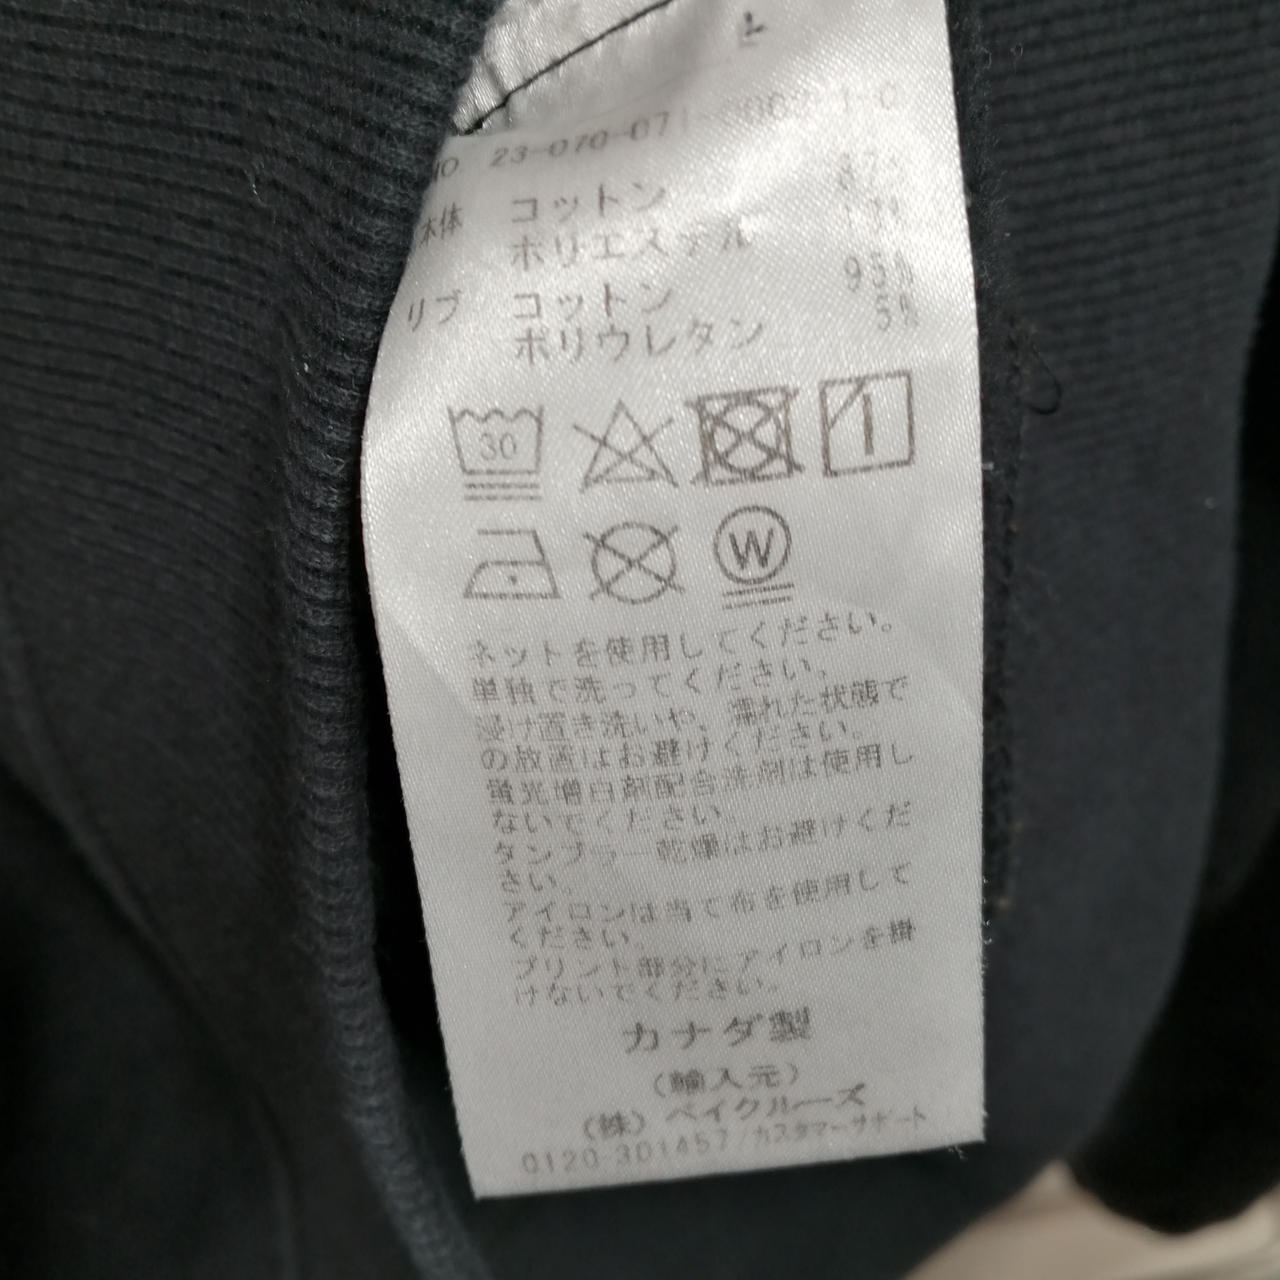 L
NO. 23-070-07
本体 コットン
ポリエステル
リブ コットン 95%
ポリウレタン 5%
30
W
ネットを使用してください。
単独で洗ってください。
浸け置き洗いや、濡れた状態で
の放置はお避けください。
蛍光増白剤配合洗剤は使用し
ないでください。
タンブラー乾燥はお避けくだ
さい。
アイロンは当て布を使用して
ください。
プリント部分にアイロンを掛
けないでください。
カナダ製
(輸入元)
(株) ベイクルーズ
0120-301457/カスタマーサポート